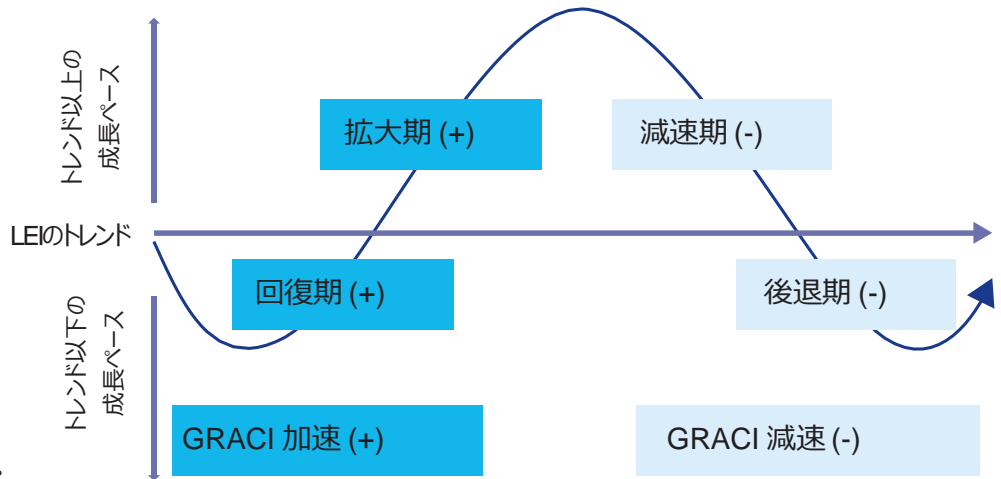 トレンド以上の
成長ペース
拡大期 (+)
減速期 (-)
LEIのトレンド
回復期 (+)
後退期 (-)
トレンド以下の
成長ペース
GRACI 加速 (+)
GRACI 減速 (-)